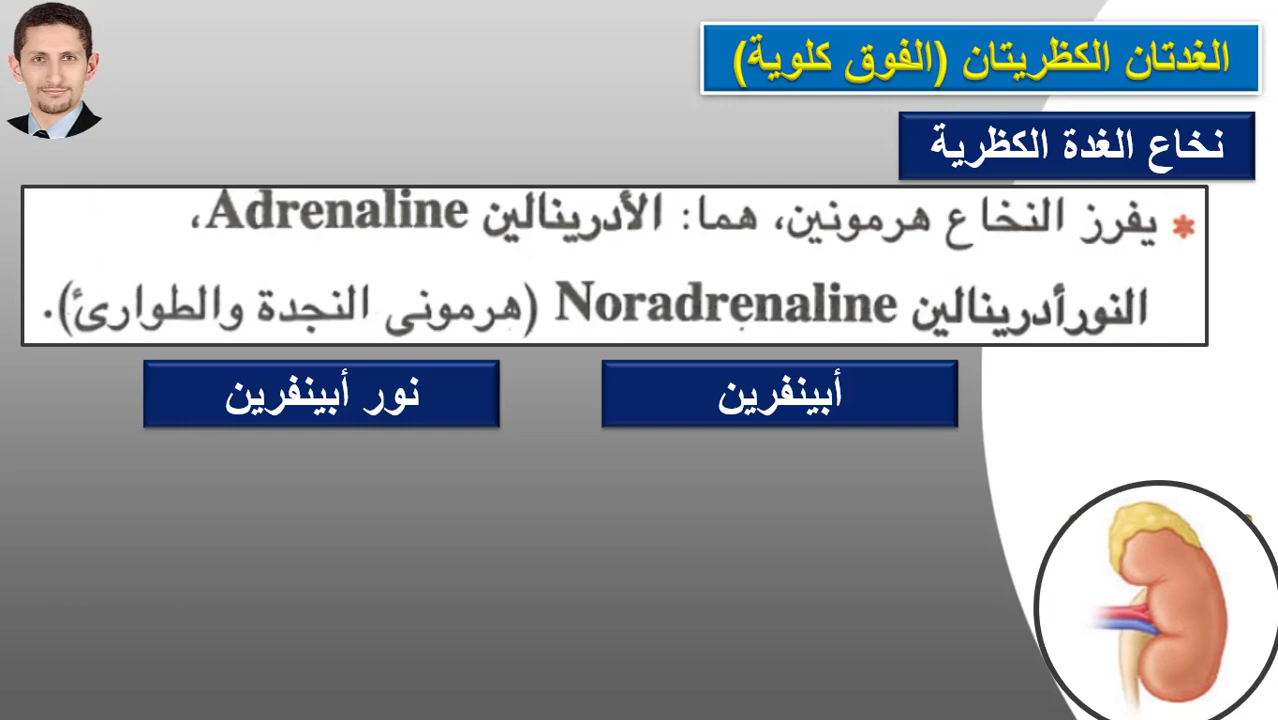 الغدتان الكظريتان (الفوق كلوية)
نخاع الغدة الكظرية
* يفرز النخاع هرمونين، هما: الأدرينالين Adrenaline،
النورأدرينالين Noradrenaline (هرمونى النجدة والطوارئ).
أبينفرين
نور أبينفرين